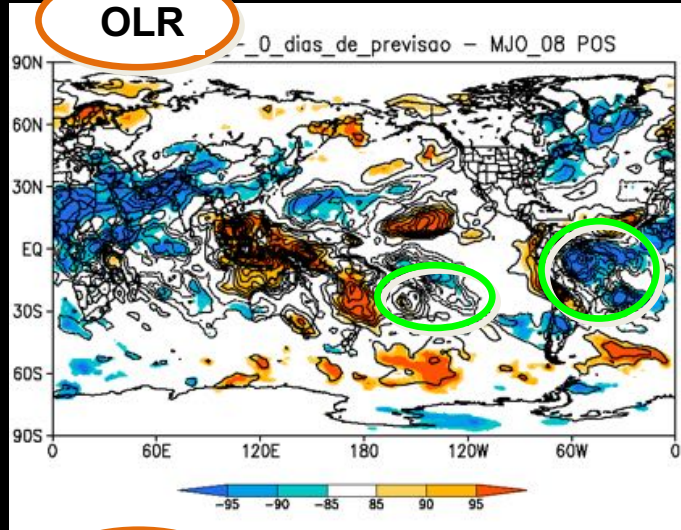 OLR
-_0_dias_de_previsao - MJO_08 POS
90N
60N
30N
EQ
30S
60S
90S
0 60E 120E 180 120W 60W 0
-95 -90 -85 85 90 95